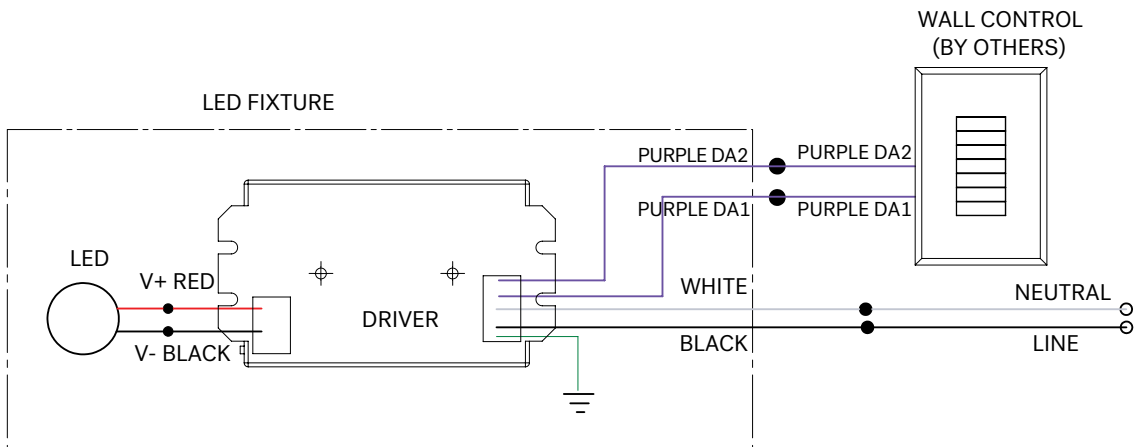 WALL CONTROL
(BY OTHERS)
LED FIXTURE
PURPLE DA2
PURPLE DA2
PURPLE DA1
PURPLE DA1
LED
V+ RED
WHITE
NEUTRAL
DRIVER
V- BLACK
BLACK
LINE